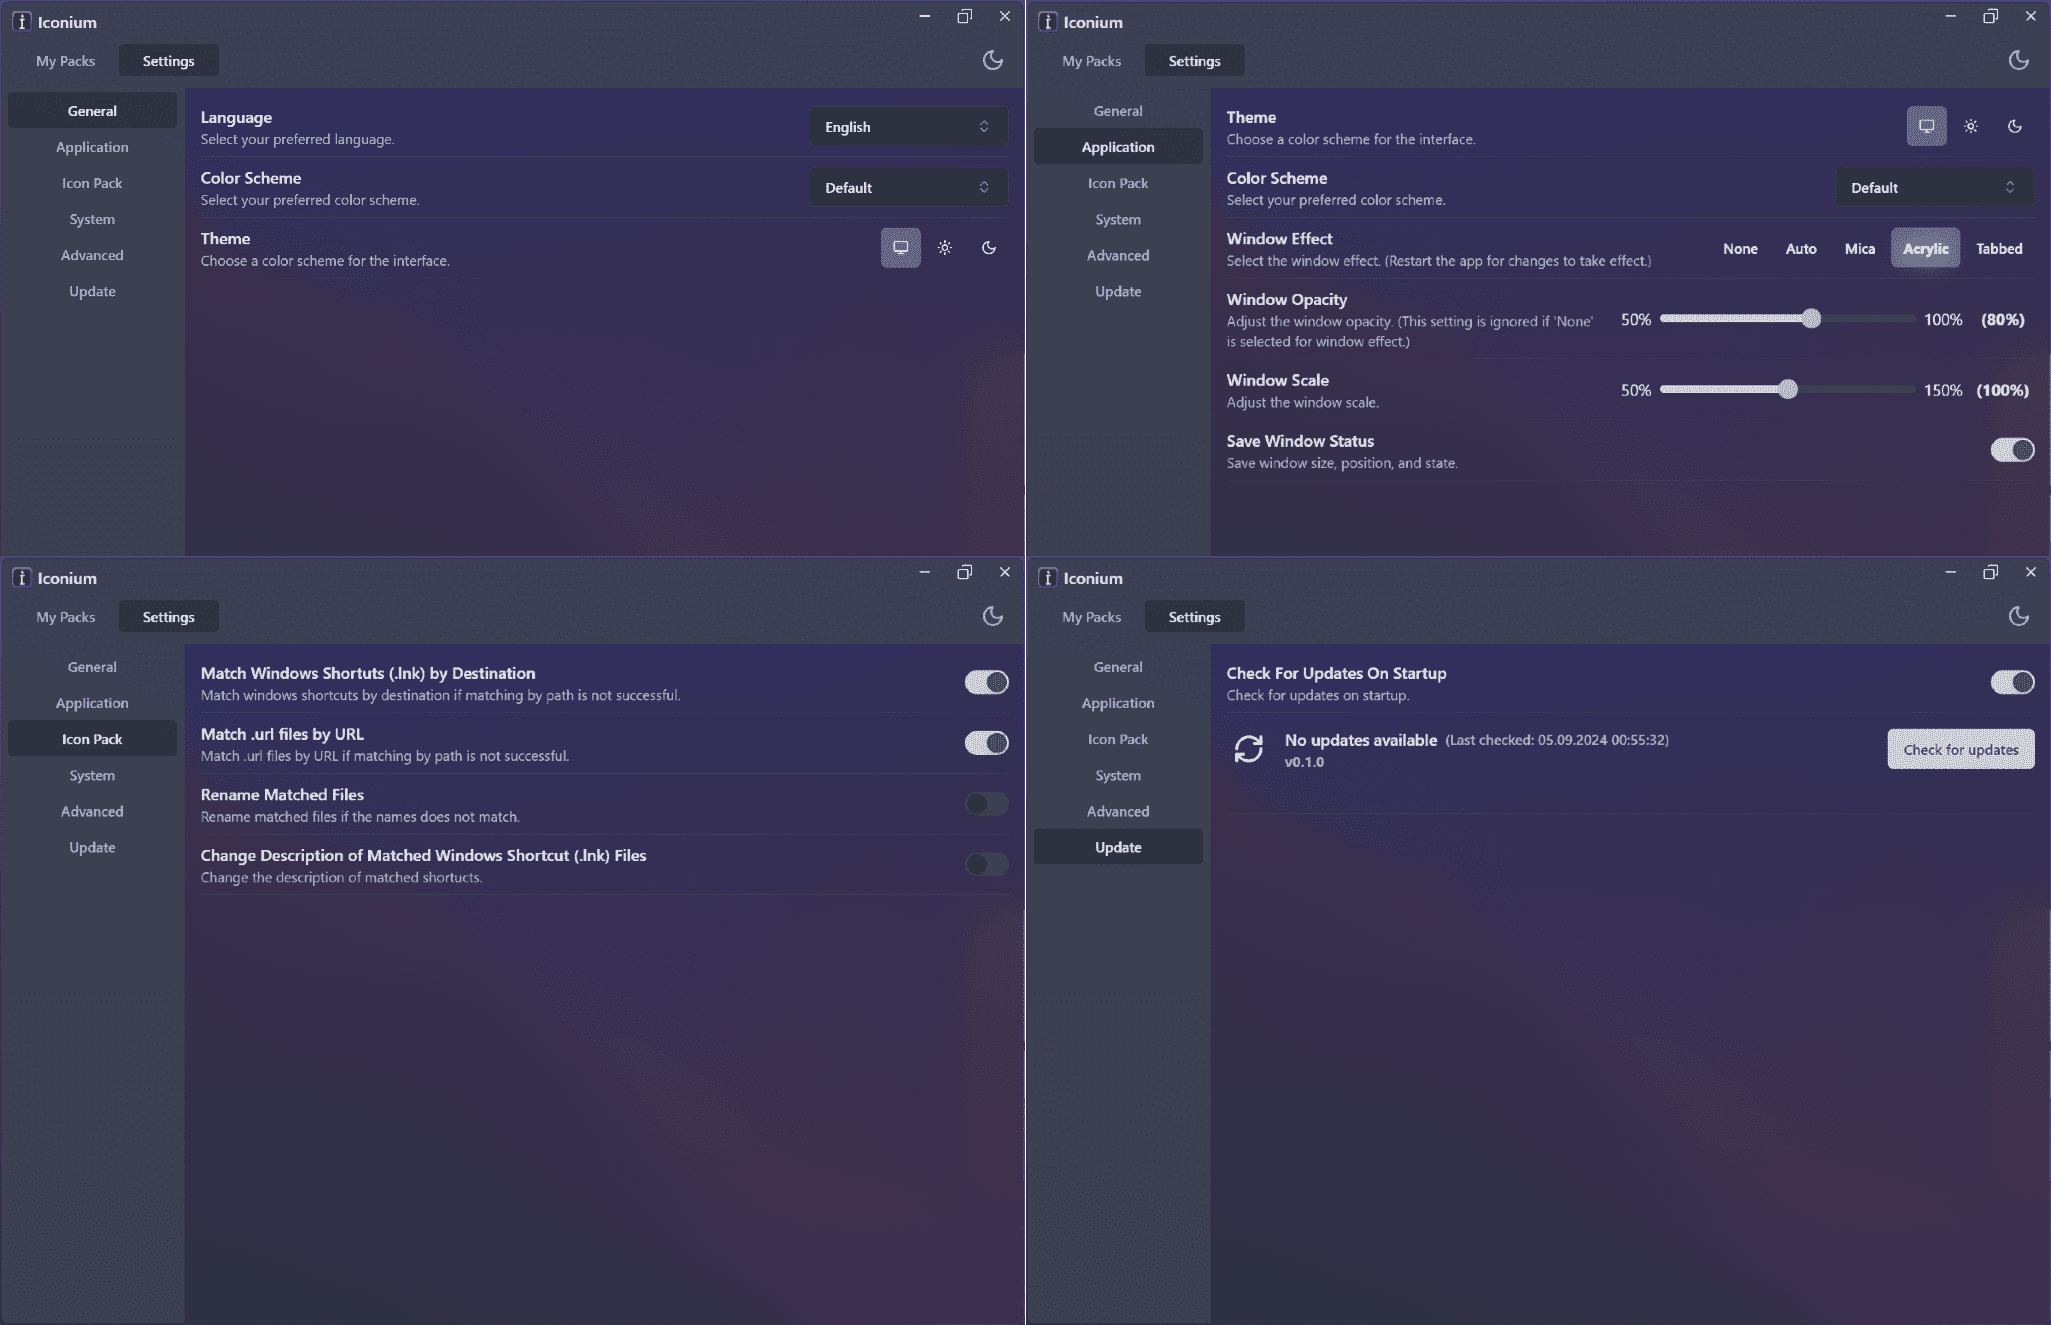 Iconium
My Packs Settings
General
Application
Icon Pack
System
Advanced
Update
Language
Select your preferred language.
English
Color Scheme
Select your preferred color scheme.
Default
Theme
Choose a color scheme for the interface.
Iconium
My Packs Settings
General
Application
Icon Pack
System
Advanced
Update
Theme
Choose a color scheme for the interface.
Color Scheme
Select your preferred color scheme.
Default
Window Effect
Select the window effect. (Restart the app for changes to take effect.)
None Auto Mica Acrylic Tabbed
Window Opacity
Adjust the window opacity. (This setting is ignored if 'None'
is selected for window effect.)
50% 100% (80%)
Window Scale
Adjust the window scale.
50% 150% (100%)
Save Window Status
Save window size, position, and state.
Iconium
My Packs Settings
General
Application
Icon Pack
System
Advanced
Update
Match Windows Shortuts (.lnk) by Destination
Match windows shortcuts by destination if matching by path is not successful.
Match .url files by URL
Match .url files by URL if matching by path is not successful.
Rename Matched Files
Rename matched files if the names does not match.
Change Description of Matched Windows Shortcut (.lnk) Files
Change the description of matched shortucts.
Iconium
My Packs Settings
General
Application
Icon Pack
System
Advanced
Update
Check For Updates On Startup
Check for updates on startup.
No updates available (Last checked: 05.09.2024 00:55:32)
v0.1.0
Check for updates